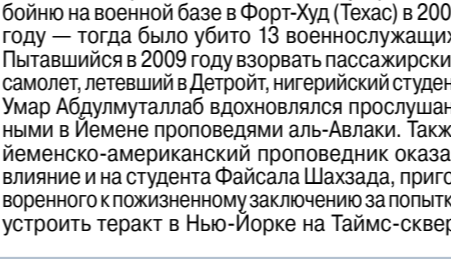 бойню на военной базе в Форт-Худ (Техас) в 200
году — тогда было убито 13 военнослужащих
Пытавшийся в 2009 году взорвать пассажирски
самолет, летевший в Детройт, нигерийский студен
Умар Абдулмуталлаб вдохновлялся прослушан
ными в Йемене проповедями аль-Авлаки. Такж
йеменско-американский проповедник оказа
влияние и на студента Файсала Шахзада, приго
воренного к пожизненному заключению за попытк
устроить теракт в Нью-Йорке на Таймс-сквер